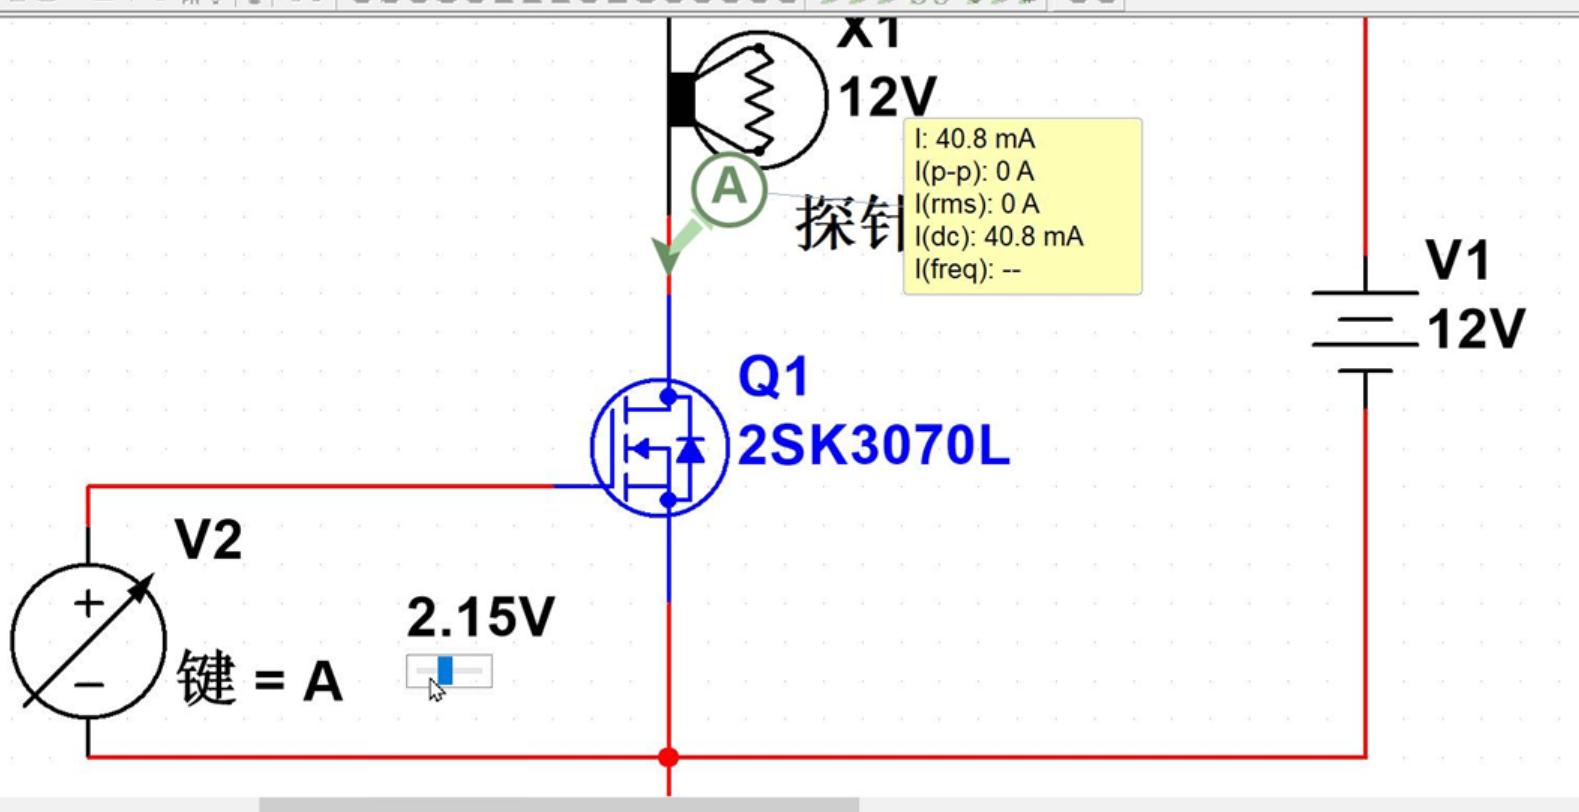 X1
12V
A
I: 40.8 mA
I(p-p): 0 A
I(rms): 0 A
I(dc): 40.8 mA
I(freq): --
探针
V1
12V
Q1
2SK3070L
V2
2.15V
键 = A